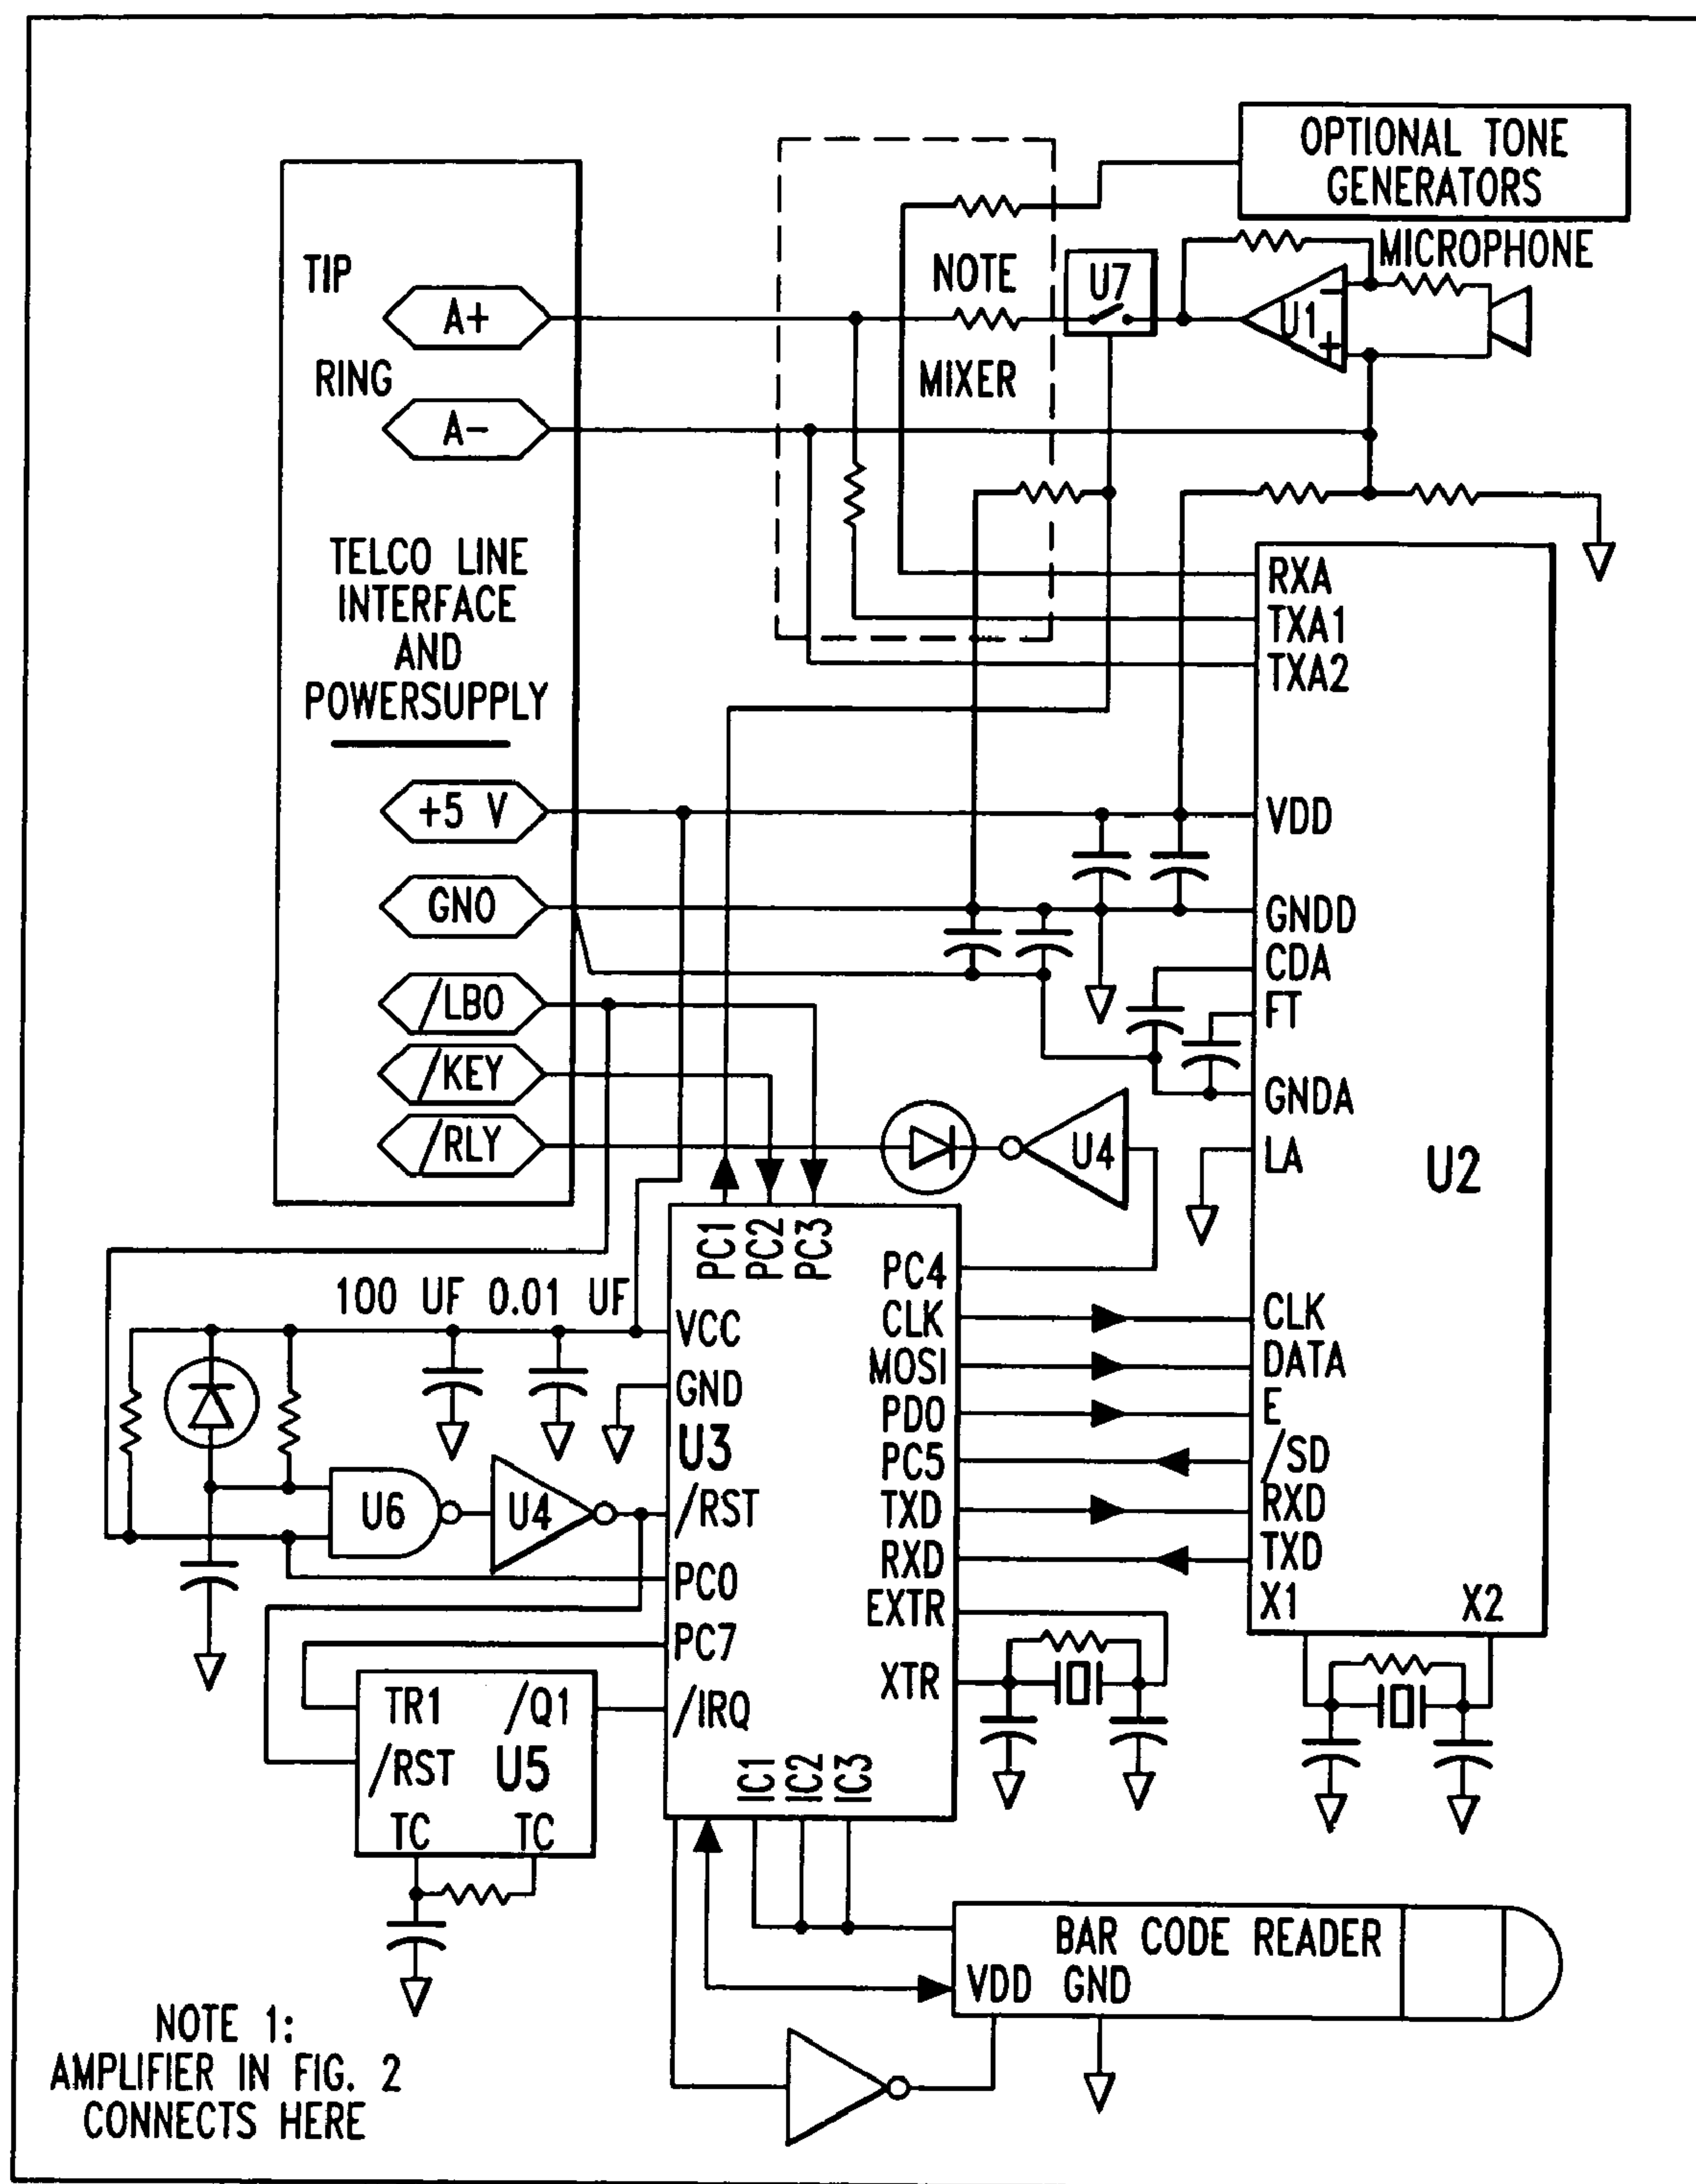 OPTIONAL TONE
GENERATORS
MICROPHONE
TIP
A+
NOTE
U7
U1
−
+
RING
A-
MIXER
TELCO LINE
INTERFACE
AND
POWERSUPPLY
RXA
TXA1
TXA2
+5 V
VDD
GNO
GNDD
CDA
/LBO
FT
/KEY
GNDA
/RLY
U4
LA
U2
PC1
PC2
PC3
PC4
100 UF 0.01 UF
VCC
CLK
CLK
GND
MOSI
DATA
U3
PDO
E
PC5
/SD
U6
U4
/RST
TXD
RXD
RXD
TXD
PC0
EXTR
X1
X2
PC7
XTR
TR1
/Q1
/IRQ
/RST
U5
TC
TC
IC1
IC2
IC3
BAR CODE READER
VDD GND
NOTE 1:
AMPLIFIER IN FIG. 2
CONNECTS HERE